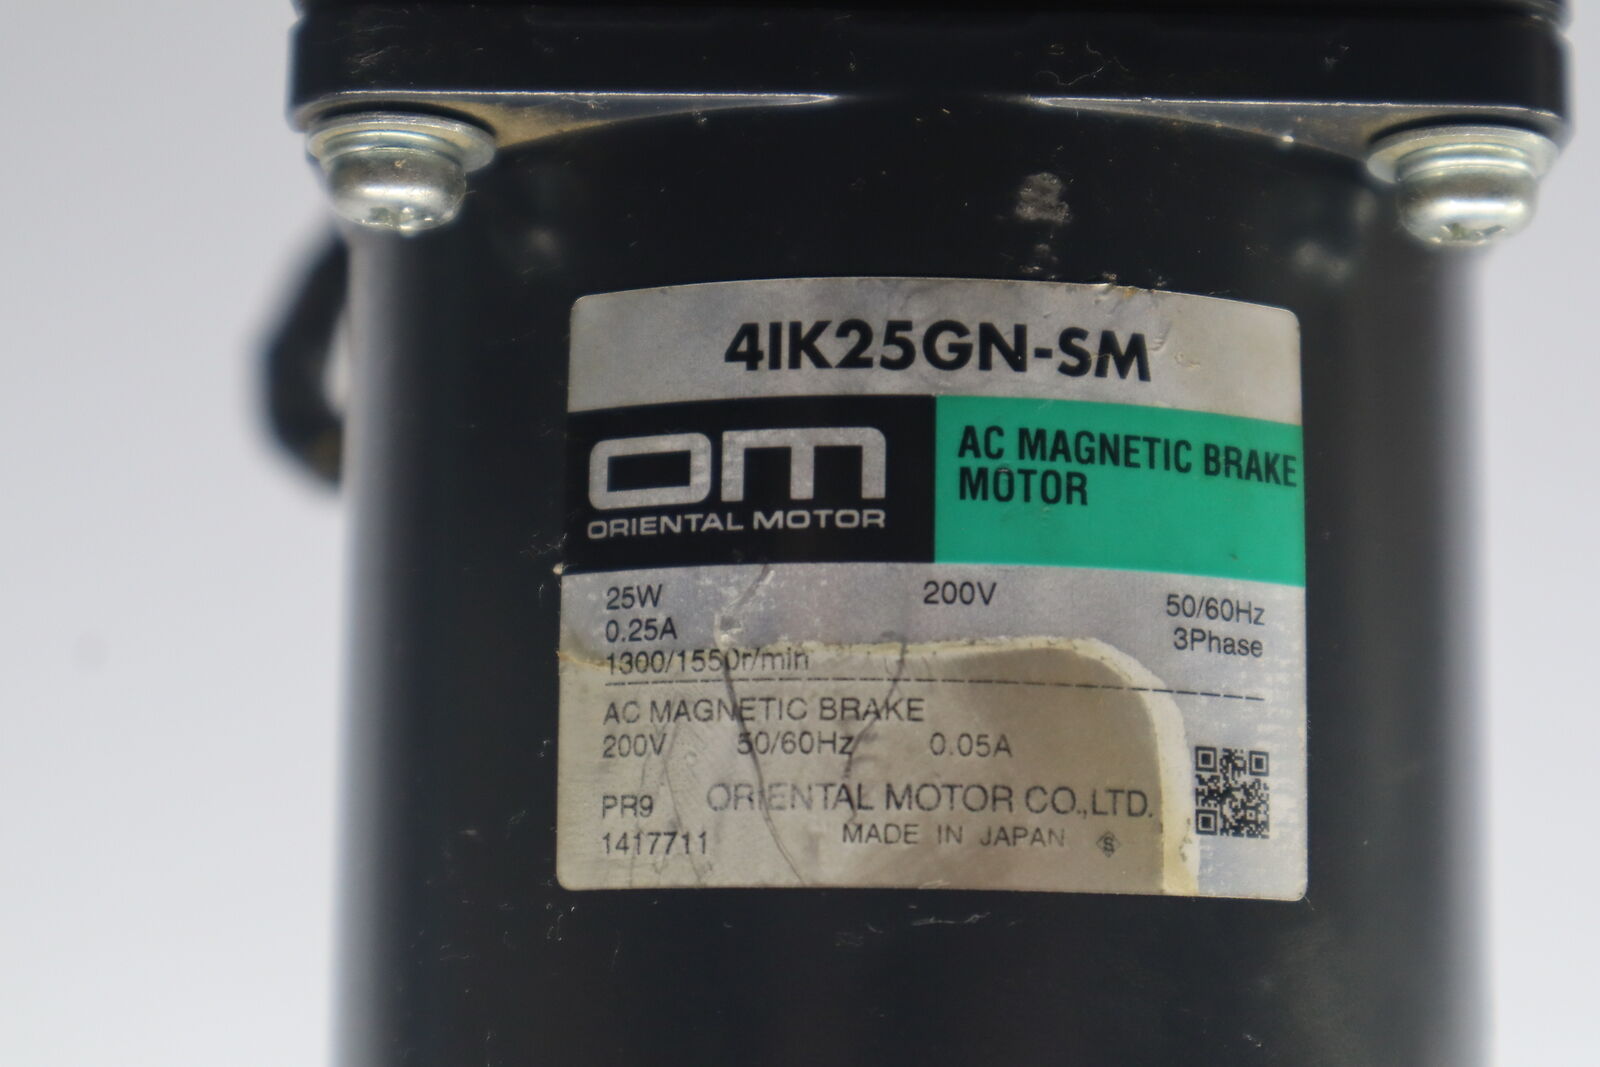 4IK25GN-SM
OM
ORIENTAL MOTOR
AC MAGNETIC BRAKE
MOTOR
25W 200V 50/60Hz
0.25A 3Phase
1300/1550r/min
AC MAGNETIC BRAKE
200V 50/60Hz 0.05A
PR9 ORIENTAL MOTOR CO.,LTD.
1417711 MADE IN JAPAN S